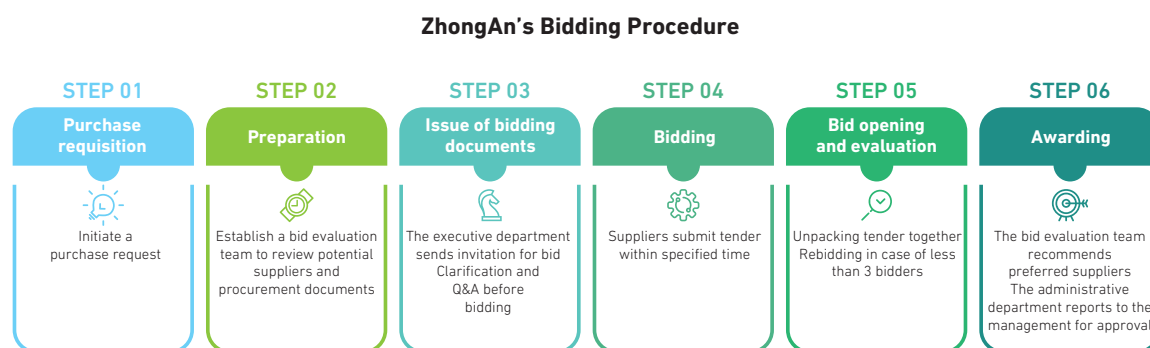 ZhongAn's Bidding Procedure
STEP 01
Purchase
requisition
Initiate a
purchase request
STEP 02
Preparation
Establish a bid evaluation
team to review potential
suppliers and
procurement documents
STEP 03
Issue of bidding
documents
The executive department
sends invitation for bid
Clarification and
Q&A before
bidding
STEP 04
Bidding
Suppliers submit tender
within specified time
STEP 05
Bid opening
and evaluation
Unpacking tender together
Rebidding in case of less
than 3 bidders
STEP 06
Awarding
The bid evaluation team
recommends
preferred suppliers
The administrative
department reports to the
management for approval